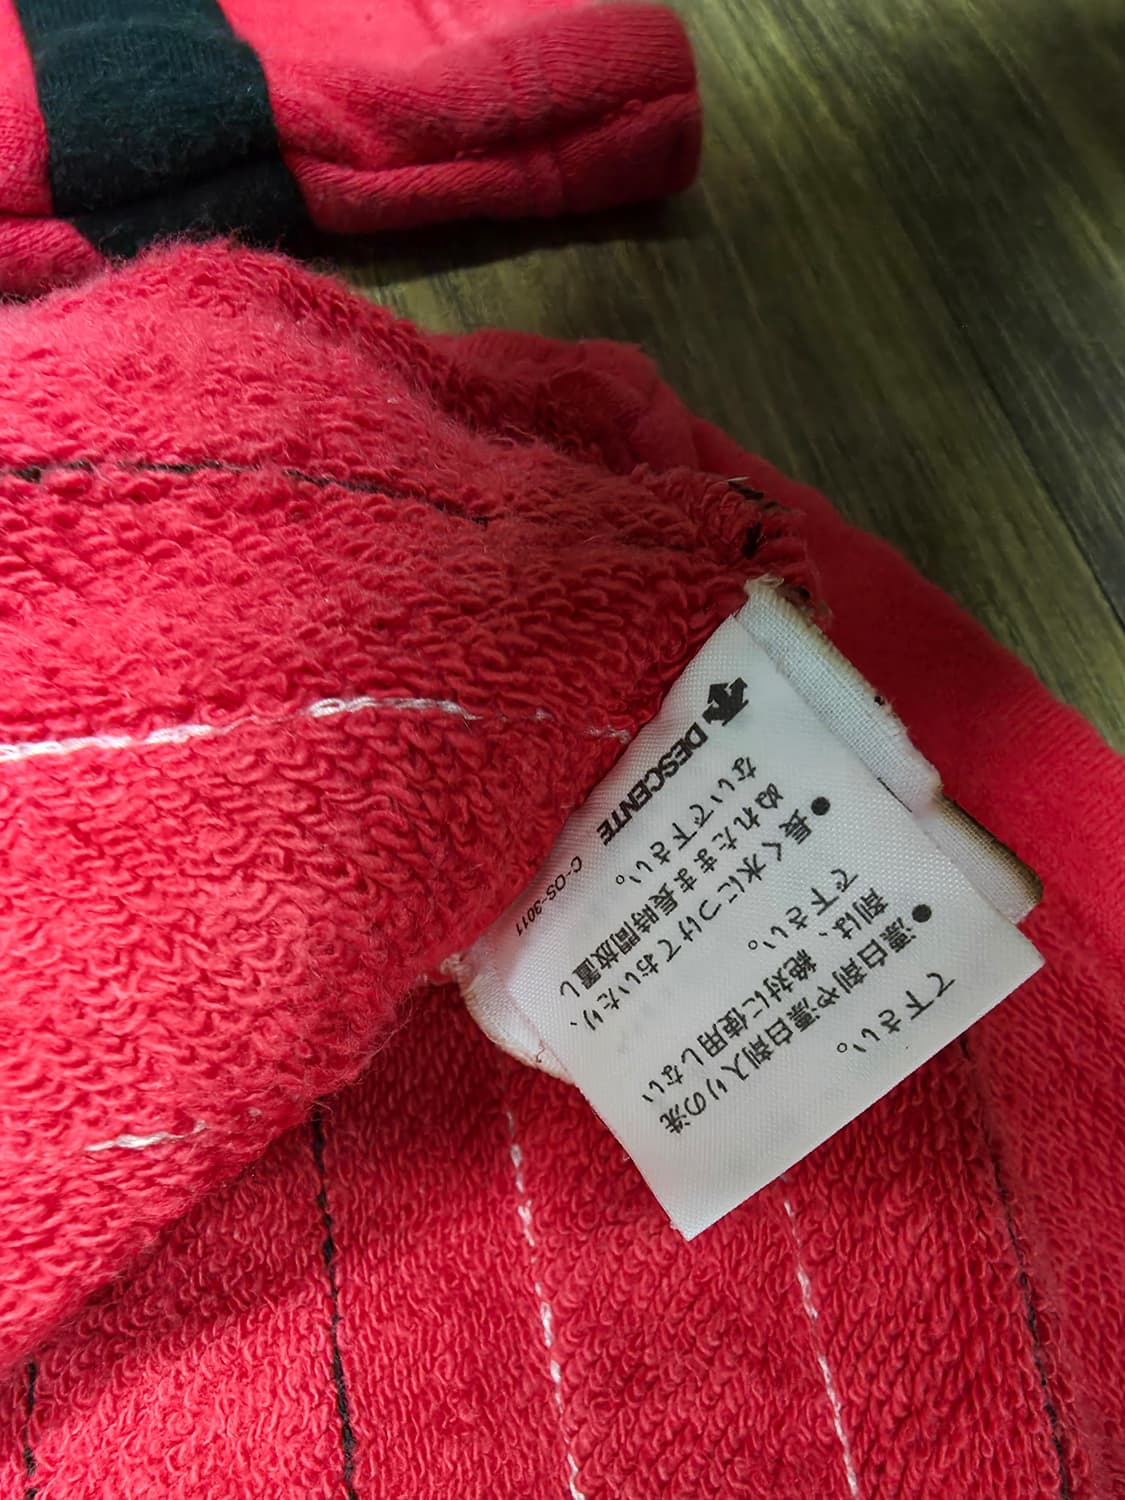 で下さい。
●漂白剤や漂白剤入りの洗
剤は、絶対に使用しない
で下さい。
●長く水につけておいたり、
ぬれたまま長時間放置し
ないで下さい。
DESCENTE
C-OS-3011